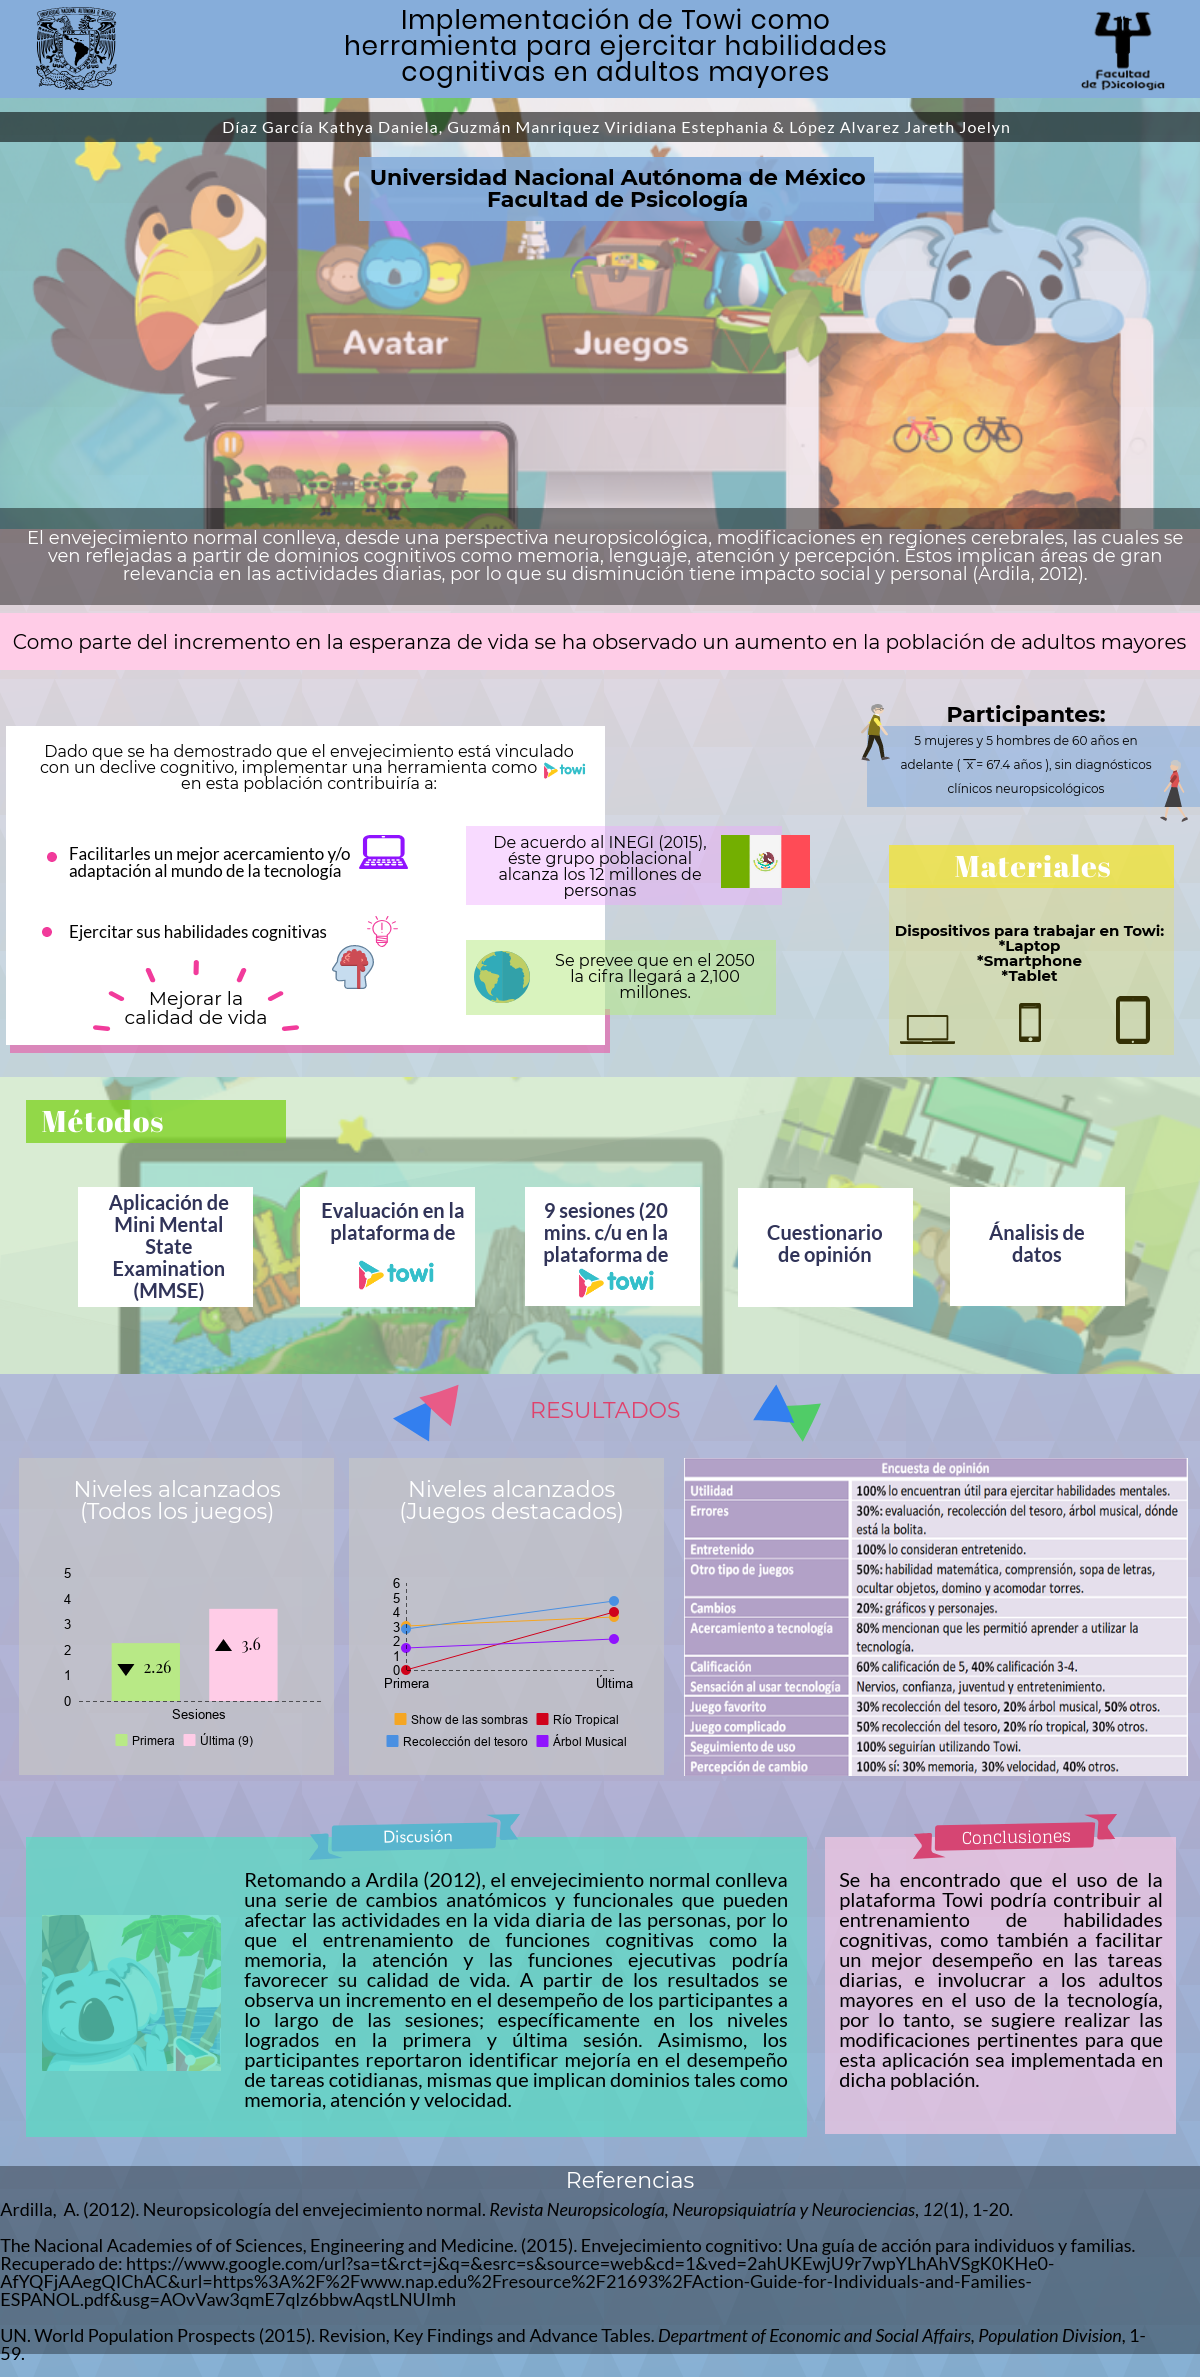 Implementación de Towi como
herramienta para ejercitar habilidades
cognitivas en adultos mayores
Facultad
de Psicología
Díaz García Kathya Daniela, Guzmán Manriquez Viridiana Estephania & López Alvarez Jareth Joelyn
Universidad Nacional Autónoma de México
Facultad de Psicología
Avatar
Juegos
El envejecimiento normal conlleva, desde una perspectiva neuropsicológica, modificaciones en regiones cerebrales, las cuales se
ven reflejadas a partir de dominios cognitivos como memoria, lenguaje, atención y percepción. Éstos implican áreas de gran
relevancia en las actividades diarias, por lo que su disminución tiene impacto social y personal (Ardila, 2012).
Como parte del incremento en la esperanza de vida se ha observado un aumento en la población de adultos mayores
Dado que se ha demostrado que el envejecimiento está vinculado
con un declive cognitivo, implementar una herramienta como towi
en esta población contribuiría a:
Facilitarles un mejor acercamiento y/o
adaptación al mundo de la tecnología
Ejercitar sus habilidades cognitivas
Mejorar la
calidad de vida
De acuerdo al INEGI (2015),
éste grupo poblacional
alcanza los 12 millones de
personas
Se prevee que en el 2050
la cifra llegará a 2,100
millones.
Participantes:
5 mujeres y 5 hombres de 60 años en
adelante ( x̅ = 67.4 años ), sin diagnósticos
clínicos neuropsicológicos
Materiales
Dispositivos para trabajar en Towi:
*Laptop
*Smartphone
*Tablet
Métodos
Aplicación de
Mini Mental
State
Examination
(MMSE)
Evaluación en la
plataforma de
towi
9 sesiones (20
mins. c/u en la
plataforma de
towi
Cuestionario
de opinión
Ánalisis de
datos
RESULTADOS
Niveles alcanzados
(Todos los juegos)
5
4
3
2
1
0
2.26
3.6
Sesiones
Primera Última (9)
Niveles alcanzados
(Juegos destacados)
6
5
4
3
2
1
0
Primera Última
Show de las sombras Río Tropical
Recolección del tesoro Árbol Musical
Encuesta de opinión
Utilidad 100% lo encuentran útil para ejercitar habilidades mentales.
Errores 30%: evaluación, recolección del tesoro, árbol musical, dónde
está la bolita.
Entretenido 100% lo consideran entretenido.
Otro tipo de juegos 50%: habilidad matemática, comprensión, sopa de letras,
ocultar objetos, domino y acomodar torres.
Cambios 20%: gráficos y personajes.
Acercamiento a tecnología 80% mencionan que les permitió aprender a utilizar la
tecnología.
Calificación 60% calificación de 5, 40% calificación 3-4.
Sensación al usar tecnología Nervios, confianza, juventud y entretenimiento.
Juego favorito 30% recolección del tesoro, 20% árbol musical, 50% otros.
Juego complicado 50% recolección del tesoro, 20% río tropical, 30% otros.
Seguimiento de uso 100% seguirían utilizando Towi.
Percepción de cambio 100% sí: 30% memoria, 30% velocidad, 40% otros.
Discusión
Retomando a Ardila (2012), el envejecimiento normal conlleva
una serie de cambios anatómicos y funcionales que pueden
afectar las actividades en la vida diaria de las personas, por lo
que el entrenamiento de funciones cognitivas como la
memoria, la atención y las funciones ejecutivas podría
favorecer su calidad de vida. A partir de los resultados se
observa un incremento en el desempeño de los participantes a
lo largo de las sesiones; específicamente en los niveles
logrados en la primera y última sesión. Asimismo, los
participantes reportaron identificar mejoría en el desempeño
de tareas cotidianas, mismas que implican dominios tales como
memoria, atención y velocidad.
Conclusiones
Se ha encontrado que el uso de la
plataforma Towi podría contribuir al
entrenamiento de habilidades
cognitivas, como también a facilitar
un mejor desempeño en las tareas
diarias, e involucrar a los adultos
mayores en el uso de la tecnología,
por lo tanto, se sugiere realizar las
modificaciones pertinentes para que
esta aplicación sea implementada en
dicha población.
Referencias
Ardilla, A. (2012). Neuropsicología del envejecimiento normal. Revista Neuropsicología, Neuropsiquiatría y Neurociencias, 12(1), 1-20.
The Nacional Academies of of Sciences, Engineering and Medicine. (2015). Envejecimiento cognitivo: Una guía de acción para individuos y familias.
Recuperado de: https://www.google.com/url?sa=t&rct=j&q=&esrc=s&source=web&cd=1&ved=2ahUKEwjU9r7wpYLhAhVSgK0KHe0-
AfYQFjAAegQIChAC&url=https%3A%2F%2Fwww.nap.edu%2Fresource%2F21693%2FAction-Guide-for-Individuals-and-Families-
ESPANOL.pdf&usg=AOvVaw3qmE7qlz6bbwAqstLNUImh
UN. World Population Prospects (2015). Revision, Key Findings and Advance Tables. Department of Economic and Social Affairs, Population Division, 1-
59.